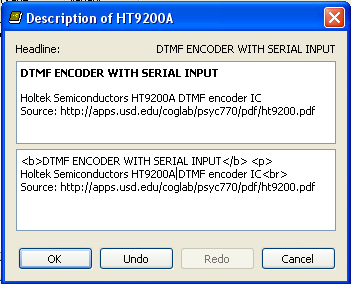 Description of HT9200A
Headline: DTMF ENCODER WITH SERIAL INPUT
DTMF ENCODER WITH SERIAL INPUT
Holtek Semiconductors HT9200A DTMF encoder IC
Source: http://apps.usd.edu/coglab/psyc770/pdf/ht9200.pdf
<b>DTMF ENCODER WITH SERIAL INPUT</b> <p>
Holtek Semiconductors HT9200A DTMF encoder IC<br>
Source: http://apps.usd.edu/coglab/psyc770/pdf/ht9200.pdf
OK Undo Redo Cancel